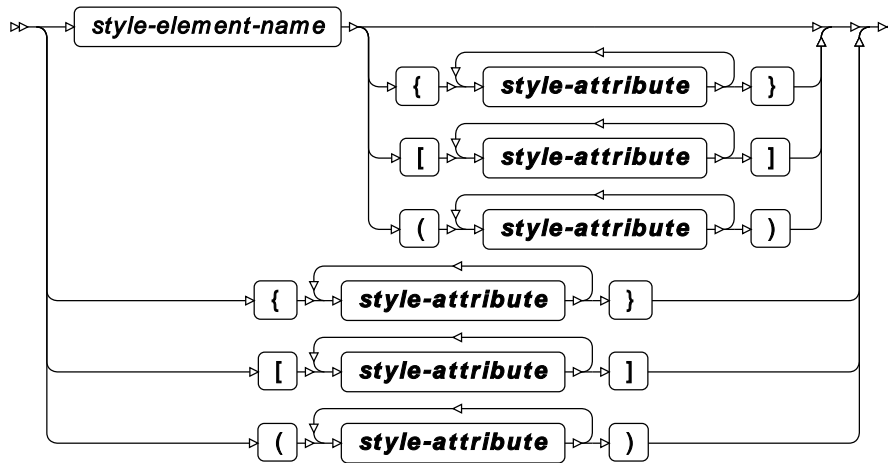 style-element-name
{ style-attribute }
[ style-attribute ]
( style-attribute )
{ style-attribute }
[ style-attribute ]
( style-attribute )